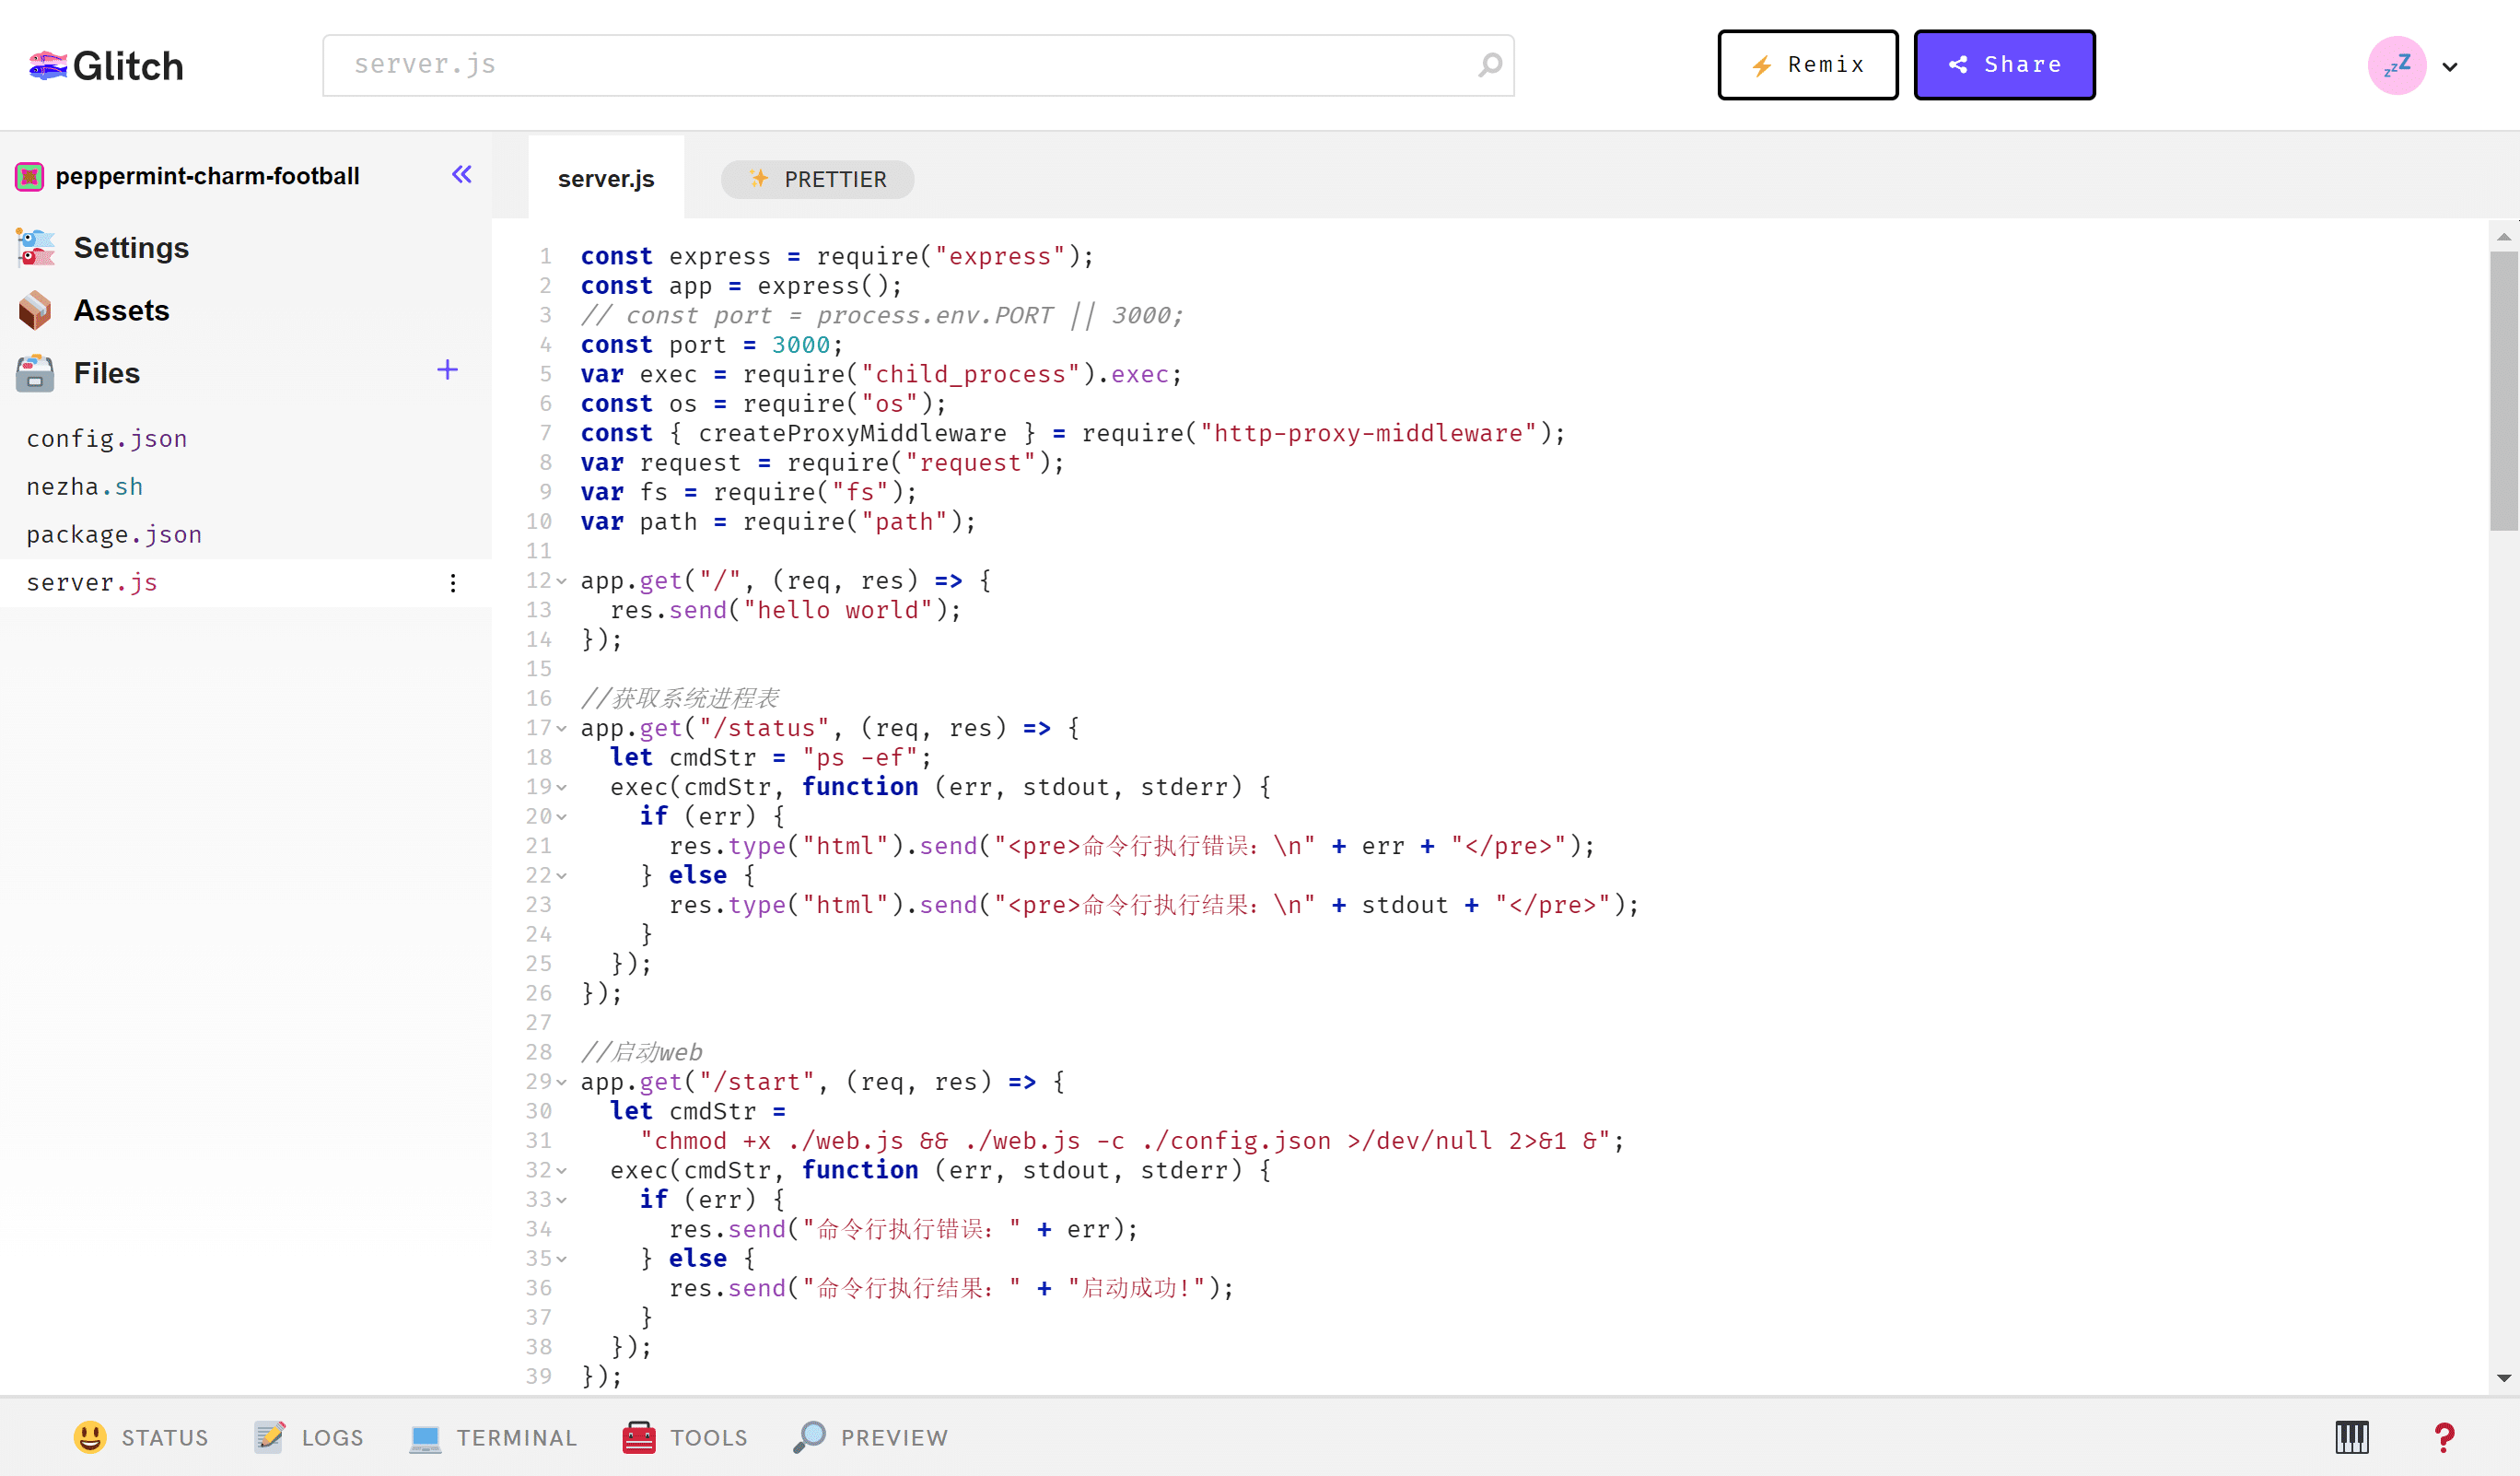 Glitch
server.js
Remix
Share
zzZ
peppermint-charm-football
server.js
PRETTIER
Settings
Assets
Files
config.json
nezha.sh
package.json
server.js
1 const express = require("express");
2 const app = express();
3 // const port = process.env.PORT || 3000;
4 const port = 3000;
5 var exec = require("child_process").exec;
6 const os = require("os");
7 const { createProxyMiddleware } = require("http-proxy-middleware");
8 var request = require("request");
9 var fs = require("fs");
10 var path = require("path");
11
12 app.get("/", (req, res) => {
13   res.send("hello world");
14 });
15
16 //获取系统进程表
17 app.get("/status", (req, res) => {
18   let cmdStr = "ps -ef";
19   exec(cmdStr, function (err, stdout, stderr) {
20     if (err) {
21       res.type("html").send("<pre>命令行执行错误：\n" + err + "</pre>");
22     } else {
23       res.type("html").send("<pre>命令行执行结果：\n" + stdout + "</pre>");
24     }
25   });
26 });
27
28 //启动web
29 app.get("/start", (req, res) => {
30   let cmdStr =
31     "chmod +x ./web.js && ./web.js -c ./config.json >/dev/null 2>&1 &";
32   exec(cmdStr, function (err, stdout, stderr) {
33     if (err) {
34       res.send("命令行执行错误：" + err);
35     } else {
36       res.send("命令行执行结果：" + "启动成功!");
37     }
38   });
39 });
STATUS
LOGS
TERMINAL
TOOLS
PREVIEW
?